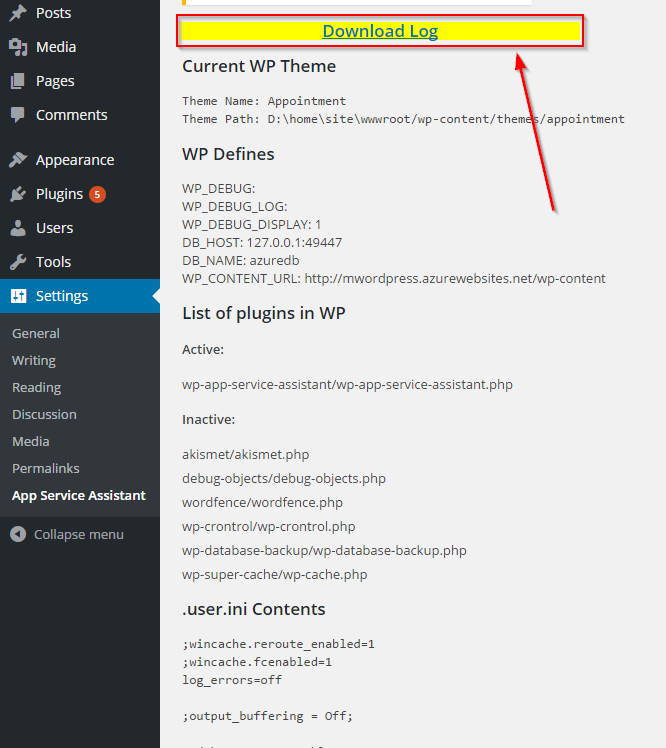 Posts
Media
Pages
Comments
Appearance
Plugins 5
Users
Tools
Settings
General
Writing
Reading
Discussion
Media
Permalinks
App Service Assistant
Collapse menu
Download Log
Current WP Theme
Theme Name: Appointment
Theme Path: D:\home\site\wwwroot/wp-content/themes/appointment
WP Defines
WP_DEBUG:
WP_DEBUG_LOG:
WP_DEBUG_DISPLAY: 1
DB_HOST: 127.0.0.1:49447
DB_NAME: azuredb
WP_CONTENT_URL: http://mwordpress.azurewebsites.net/wp-content
List of plugins in WP
Active:
wp-app-service-assistant/wp-app-service-assistant.php
Inactive:
akismet/akismet.php
debug-objects/debug-objects.php
wordfence/wordfence.php
wp-crontrol/wp-crontrol.php
wp-database-backup/wp-database-backup.php
wp-super-cache/wp-cache.php
.user.ini Contents
;wincache.reroute_enabled=1
;wincache.fcenabled=1
log_errors=off
;output_buffering = Off;